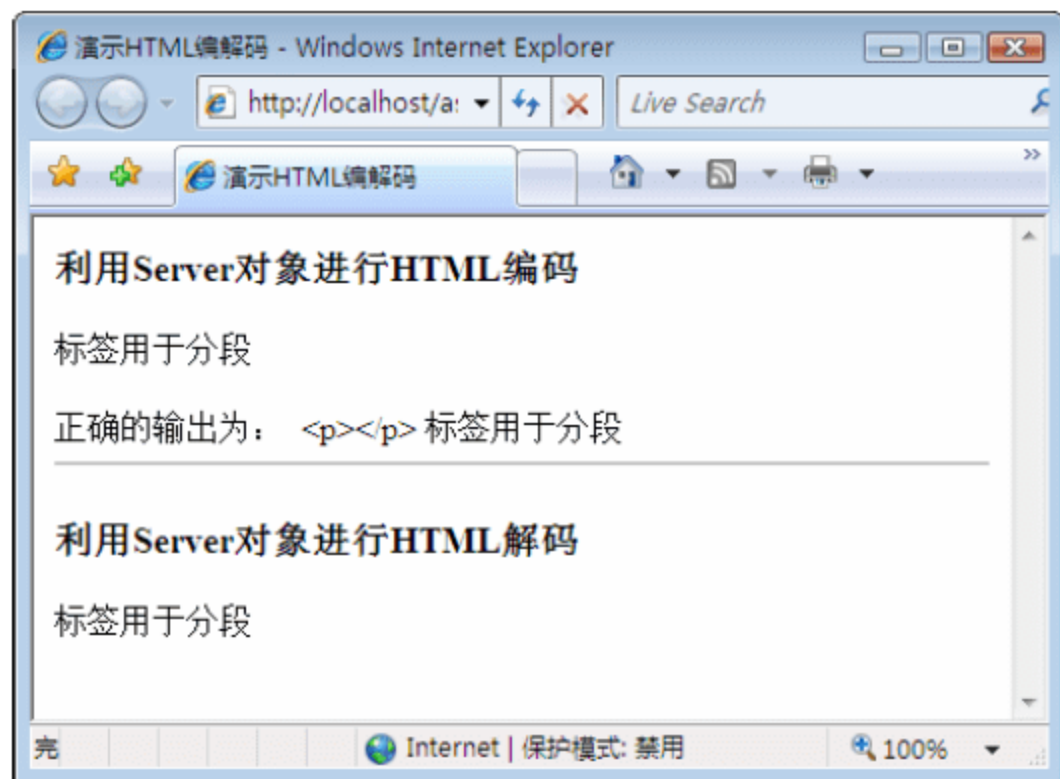 演示HTML编解码 - Windows Internet Explorer
http://localhost/a: Live Search
演示HTML编解码
利用Server对象进行HTML编码
标签用于分段
正确的输出为： <p></p> 标签用于分段
利用Server对象进行HTML解码
标签用于分段
完 Internet | 保护模式: 禁用 100%